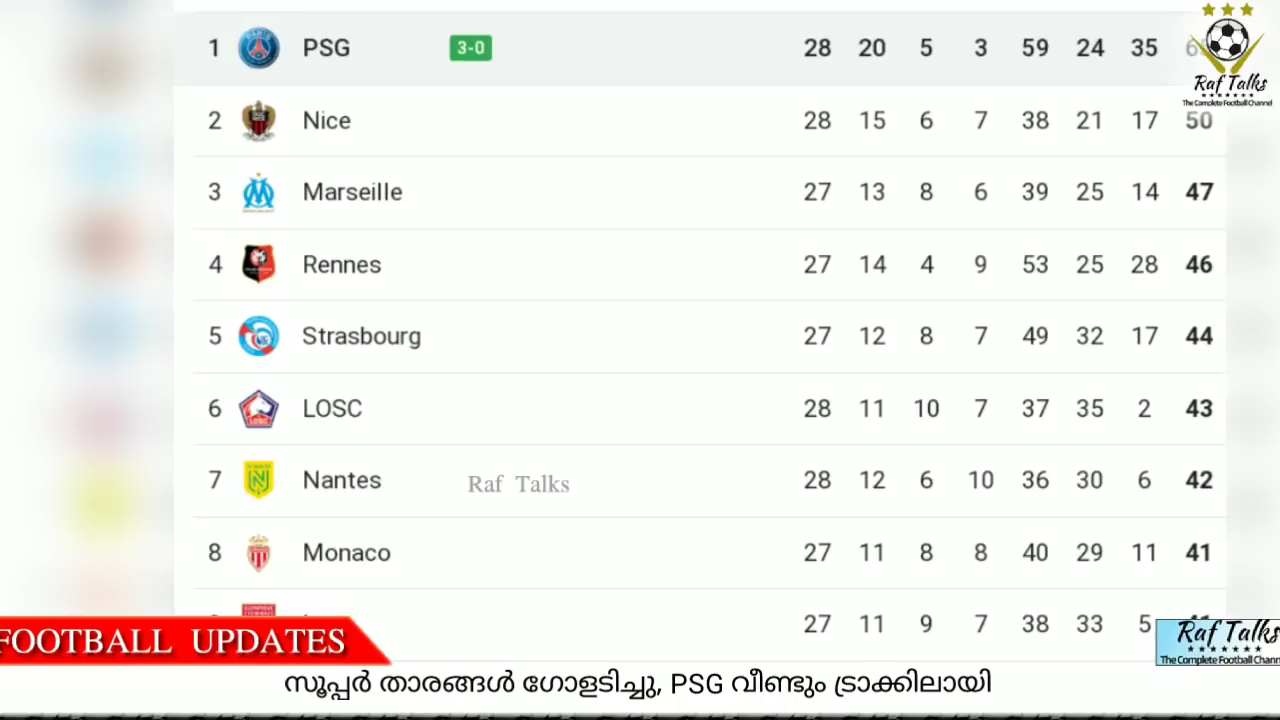 1 PSG 3-0 28 20 5 3 59 24 35
Raf Talks
The Complete Football Channel
2 Nice 28 15 6 7 38 21 17 50
3 Marseille 27 13 8 6 39 25 14 47
4 Rennes 27 14 4 9 53 25 28 46
5 Strasbourg 27 12 8 7 49 32 17 44
6 LOSC 28 11 10 7 37 35 2 43
7 Nantes 28 12 6 10 36 30 6 42
Raf Talks
8 Monaco 27 11 8 8 40 29 11 41
27 11 9 7 38 33 5
FOOTBALL UPDATES
Raf Talks
The Complete Football Chann
സൂപ്പർ താരങ്ങൾ ഗോളടിച്ചു, PSG വീണ്ടും ട്രാക്കിലായി